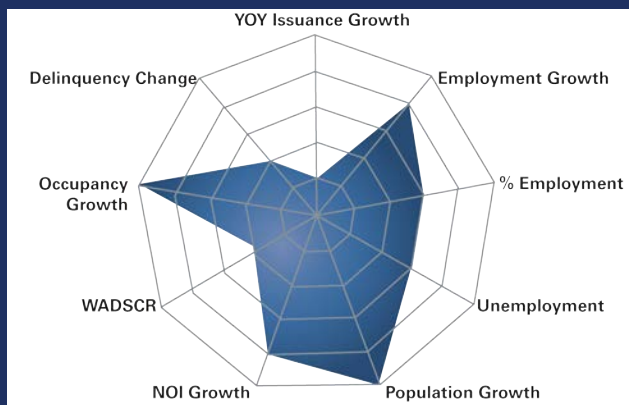 YOY Issuance Growth
Delinquency Change
Employment Growth
Occupancy
Growth
% Employment
WADSCR
Unemployment
NOI Growth
Population Growth